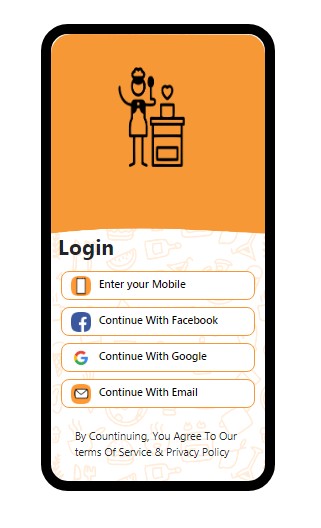 Login
Enter your Mobile
Continue With Facebook
Continue With Google
Continue With Email
By Countinuing, You Agree To Our
terms Of Service & Privacy Policy